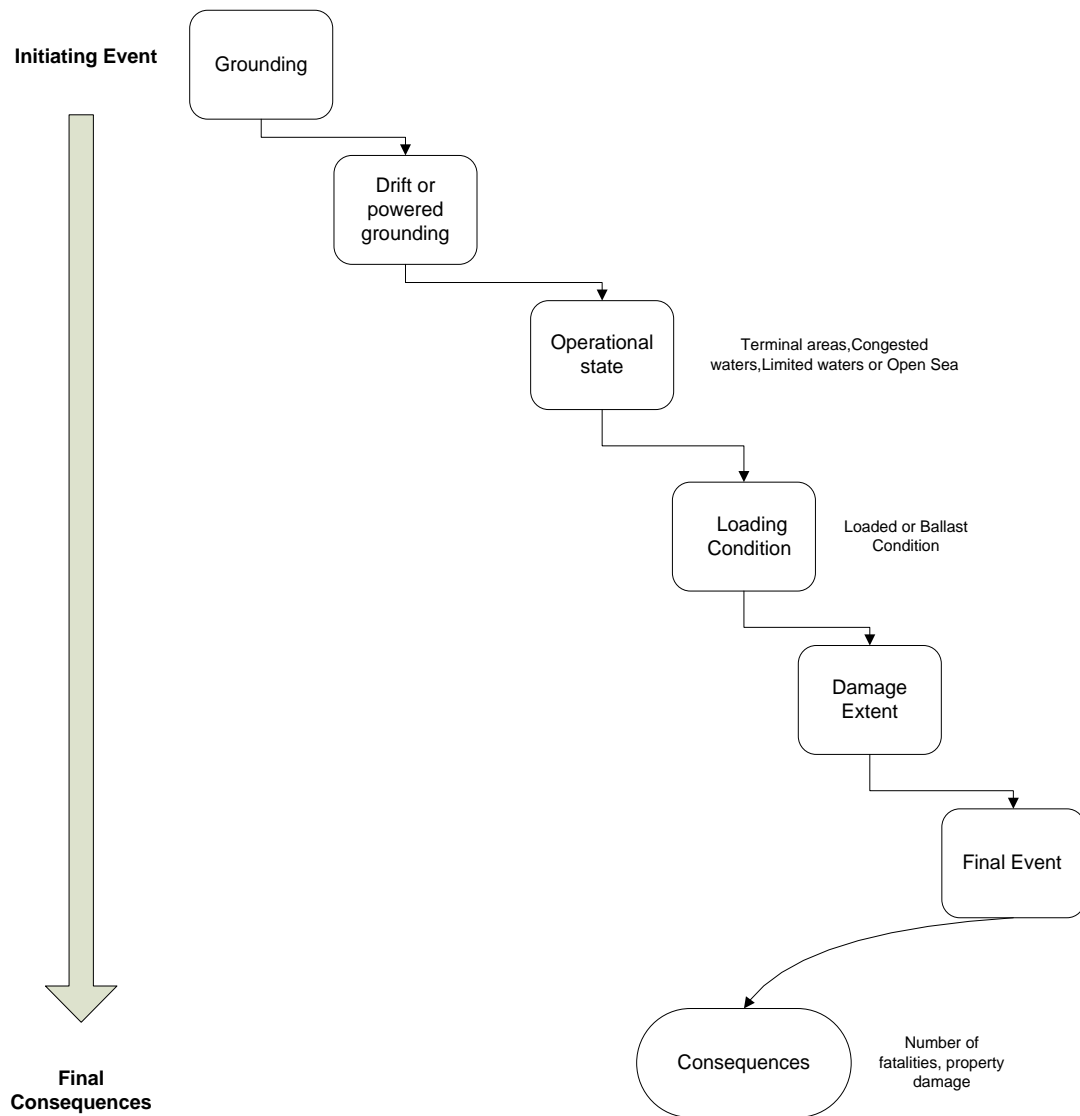 Initiating Event
Grounding
Drift or
powered
grounding
Operational
state
Terminal areas,Congested
waters,Limited waters or Open Sea
Loading
Condition
Loaded or Ballast
Condition
Damage
Extent
Final Event
Consequences
Number of
fatalities, property
damage
Final
Consequences